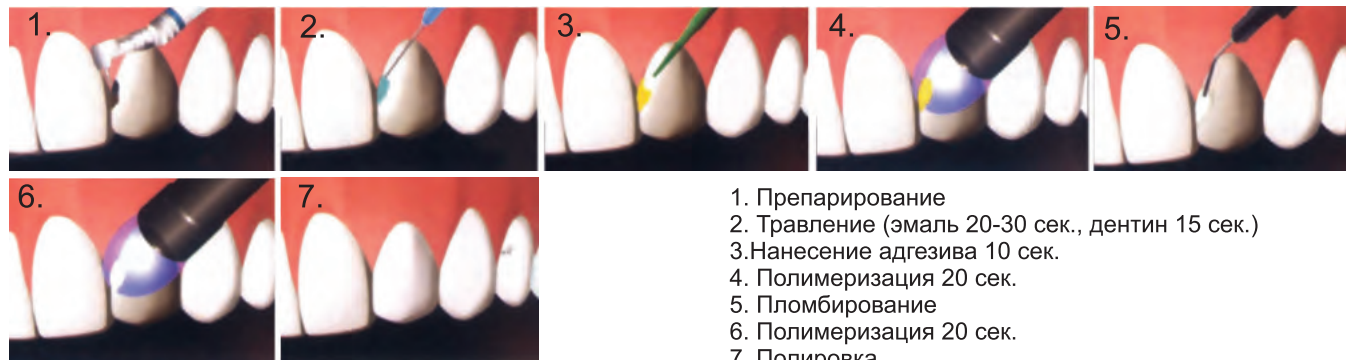 1. 2. 3. 4. 5.
6. 7.
1. Препарирование
2. Травление (эмаль 20-30 сек., дентин 15 сек.)
3.Нанесение адгезива 10 сек.
4. Полимеризация 20 сек.
5. Пломбирование
6. Полимеризация 20 сек.
7. Полировка